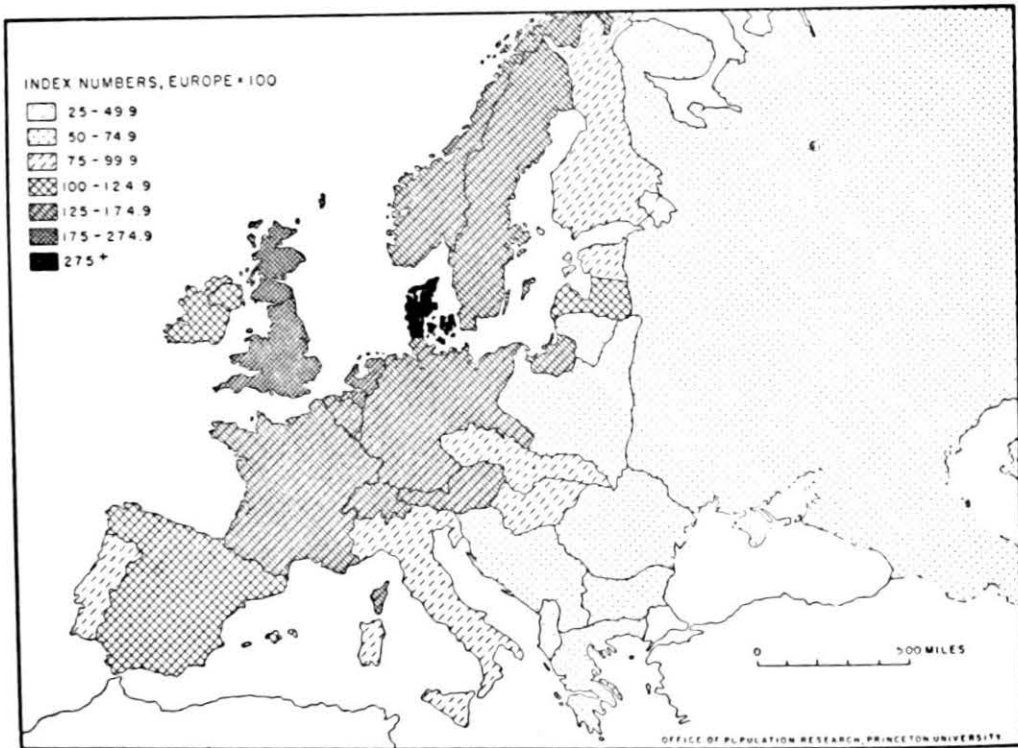 INDEX NUMBERS, EUROPE = 100
25 - 49.9
50 - 74.9
75 - 99.9
100 - 124.9
125 - 174.9
175 - 274.9
275 +
0 500 MILES
OFFICE OF POPULATION RESEARCH, PRINCETON UNIVERSITY